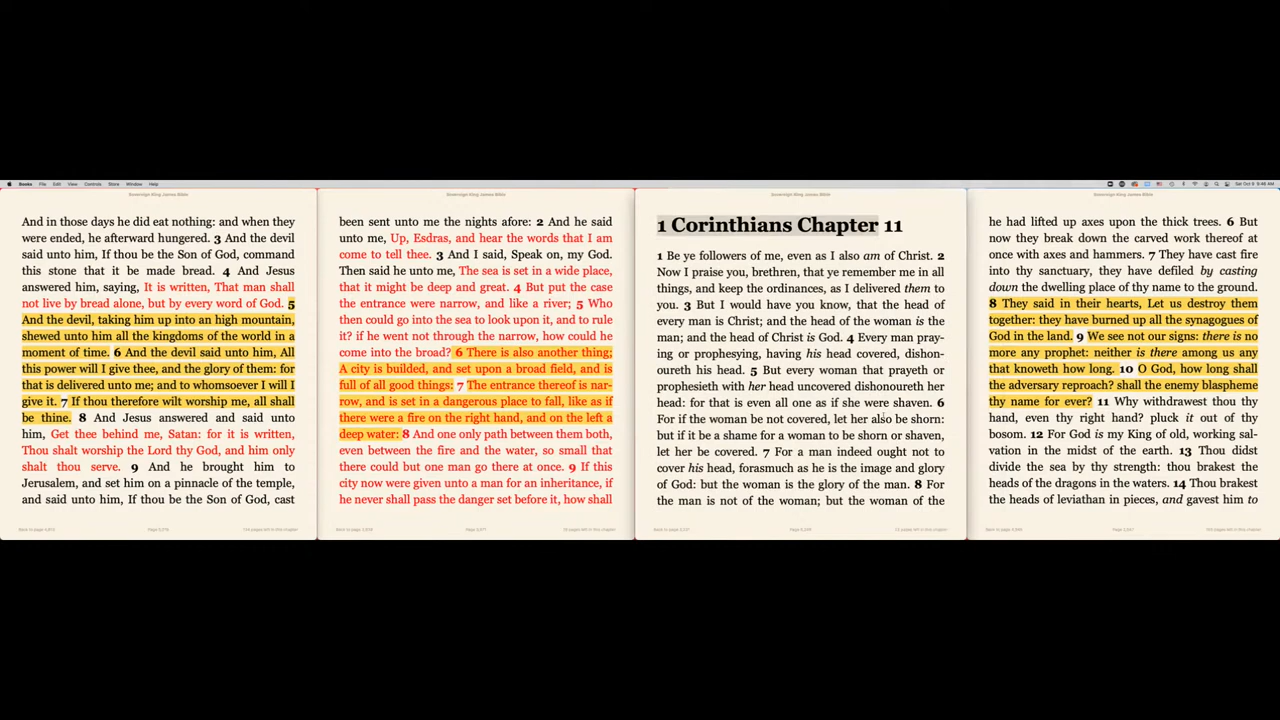 Books File Edit View Controls Store Window Help
Sat Oct 8 9:46 AM
Sovereign King James Bible
And in those days he did eat nothing: and when they
were ended, he afterward hungered. 3 And the devil
said unto him, If thou be the Son of God, command
this stone that it be made bread. 4 And Jesus
answered him, saying, It is written, That man shall
not live by bread alone, but by every word of God. 5
And the devil, taking him up into an high mountain,
shewed unto him all the kingdoms of the world in a
moment of time. 6 And the devil said unto him, All
this power will I give thee, and the glory of them: for
that is delivered unto me; and to whomsoever I will I
give it. 7 If thou therefore wilt worship me, all shall
be thine. 8 And Jesus answered and said unto
him, Get thee behind me, Satan: for it is written,
Thou shalt worship the Lord thy God, and him only
shalt thou serve. 9 And he brought him to
Jerusalem, and set him on a pinnacle of the temple,
and said unto him, If thou be the Son of God, cast
Sovereign King James Bible
been sent unto me the nights afore: 2 And he said
unto me, Up, Esdras, and hear the words that I am
come to tell thee. 3 And I said, Speak on, my God.
Then said he unto me, The sea is set in a wide place,
that it might be deep and great. 4 But put the case
the entrance were narrow, and like a river; 5 Who
then could go into the sea to look upon it, and to rule
it? if he went not through the narrow, how could he
come into the broad? 6 There is also another thing;
A city is builded, and set upon a broad field, and is
full of all good things: 7 The entrance thereof is nar-
row, and is set in a dangerous place to fall, like as if
there were a fire on the right hand, and on the left a
deep water: 8 And one only path between them both,
even between the fire and the water, so small that
there could but one man go there at once. 9 If this
city now were given unto a man for an inheritance, if
he never shall pass the danger set before it, how shall
Sovereign King James Bible
1 Corinthians Chapter 11
1 Be ye followers of me, even as I also am of Christ. 2
Now I praise you, brethren, that ye remember me in all
things, and keep the ordinances, as I delivered them to
you. 3 But I would have you know, that the head of
every man is Christ; and the head of the woman is the
man; and the head of Christ is God. 4 Every man pray-
ing or prophesying, having his head covered, dishon-
oureth his head. 5 But every woman that prayeth or
prophesieth with her head uncovered dishonoureth her
head: for that is even all one as if she were shaven. 6
For if the woman be not covered, let her also be shorn:
but if it be a shame for a woman to be shorn or shaven,
let her be covered. 7 For a man indeed ought not to
cover his head, forasmuch as he is the image and glory
of God: but the woman is the glory of the man. 8 For
the man is not of the woman; but the woman of the
Sovereign King James Bible
he had lifted up axes upon the thick trees. 6 But
now they break down the carved work thereof at
once with axes and hammers. 7 They have cast fire
into thy sanctuary, they have defiled by casting
down the dwelling place of thy name to the ground.
8 They said in their hearts, Let us destroy them
together: they have burned up all the synagogues of
God in the land. 9 We see not our signs: there is no
more any prophet: neither is there among us any
that knoweth how long. 10 O God, how long shall
the adversary reproach? shall the enemy blaspheme
thy name for ever? 11 Why withdrawest thou thy
hand, even thy right hand? pluck it out of thy
bosom. 12 For God is my King of old, working sal-
vation in the midst of the earth. 13 Thou didst
divide the sea by thy strength: thou brakest the
heads of the dragons in the waters. 14 Thou brakest
the heads of leviathan in pieces, and gavest him to